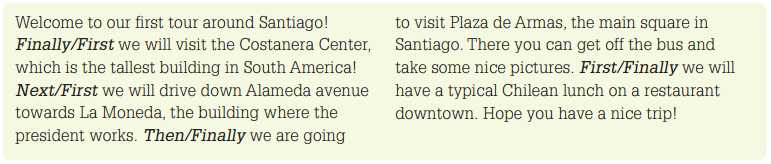 Welcome to our first tour around Santiago!
Finally/First we will visit the Costanera Center,
which is the tallest building in South America!
Next/First we will drive down Alameda avenue
towards La Moneda, the building where the
president works. Then/Finally we are going
to visit Plaza de Armas, the main square in
Santiago. There you can get off the bus and
take some nice pictures. First/Finally we will
have a typical Chilean lunch on a restaurant
downtown. Hope you have a nice trip!